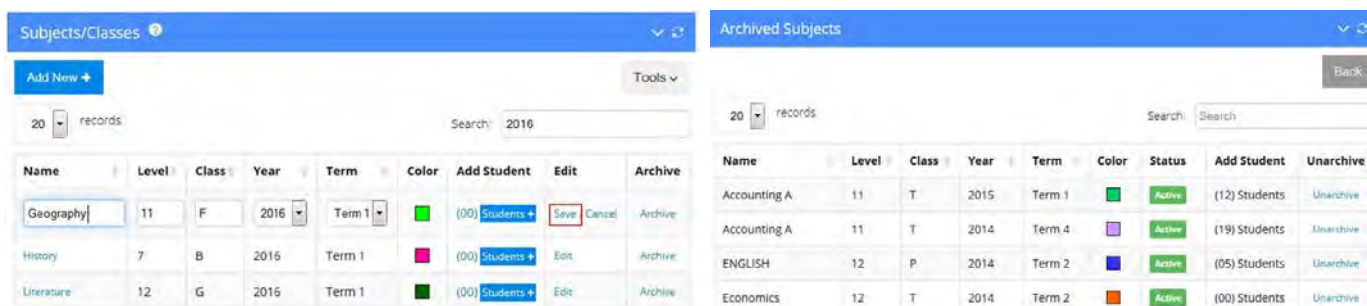 Subjects/Classes ?
Add New +
Tools
20 records
Search: 2016
Name Level Class Year Term Color Add Student Edit Archive
Geography 11 F 2016 Term 1 (00) Students + Save Cancel Archive
History 7 B 2016 Term 1 (00) Students + Edit Archive
Literature 12 G 2016 Term 1 (00) Students + Edit Archive
Archived Subjects
Back
20 records
Search: Search
Name Level Class Year Term Color Status Add Student Unarchive
Accounting A 11 T 2015 Term 1 Active (12) Students Unarchive
Accounting A 11 T 2014 Term 4 Active (19) Students Unarchive
ENGLISH 12 P 2014 Term 2 Active (05) Students Unarchive
Economics 12 T 2014 Term 2 Active (00) Students Unarchive